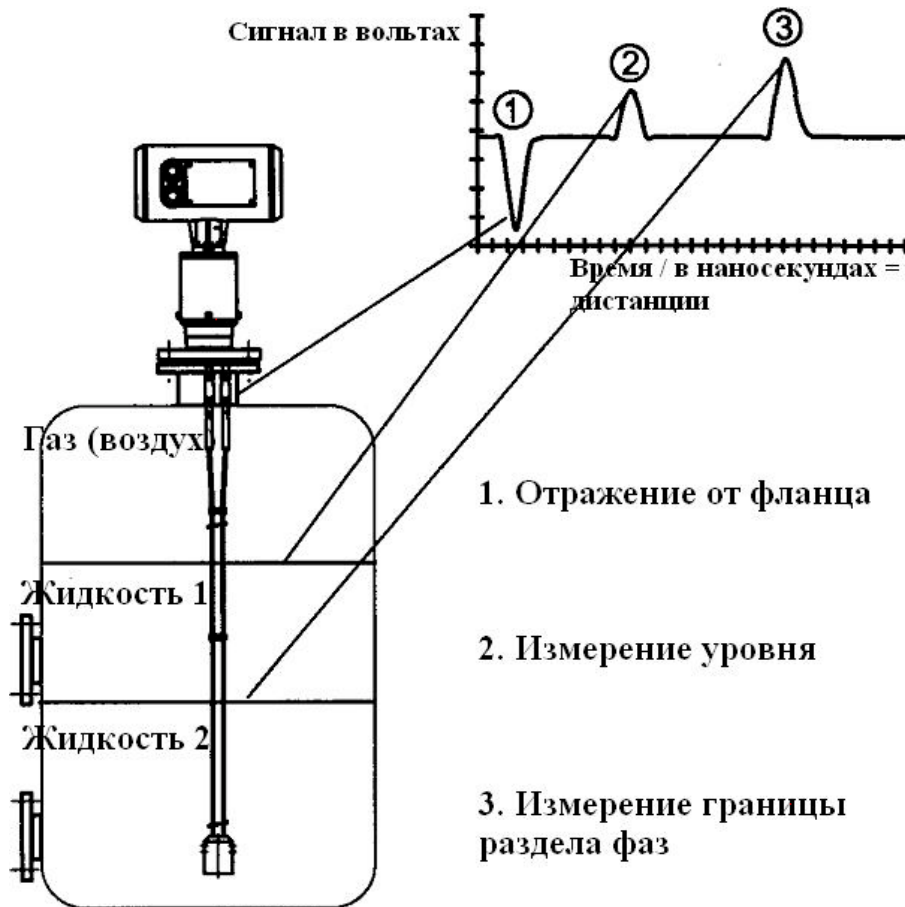 Сигнал в вольтах
1
2
3
Время / в наносекундах =
дистанции
Газ (воздух)
Жидкость 1
Жидкость 2
1. Отражение от фланца
2. Измерение уровня
3. Измерение границы
раздела фаз